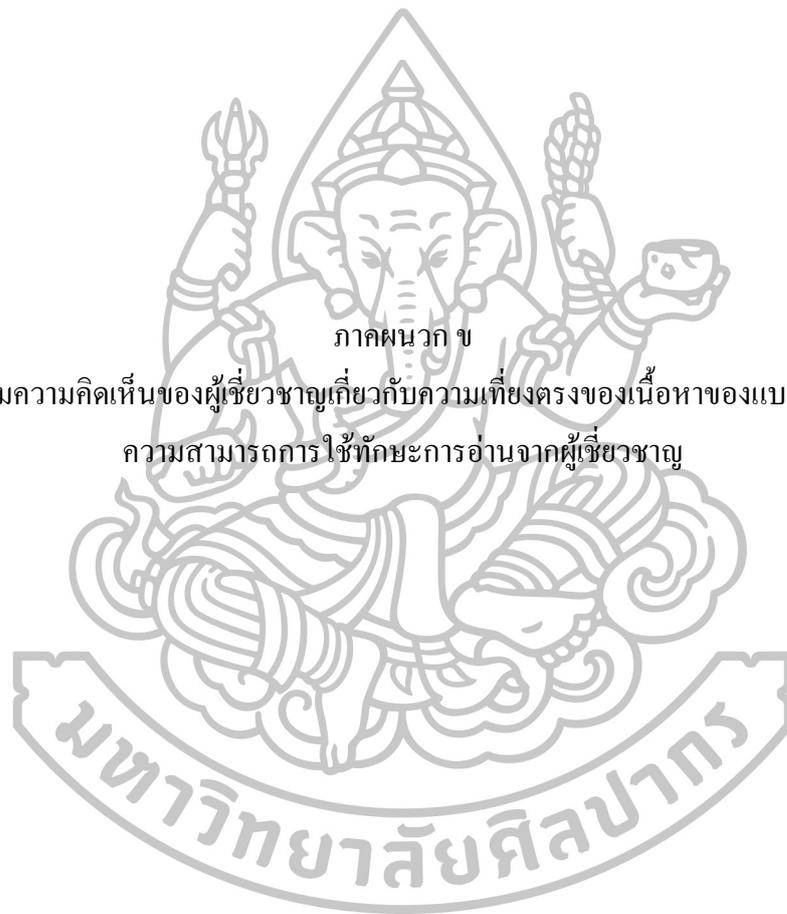 ภาคผนวก ข
มความคิดเห็นของผู้เชี่ยวชาญเกี่ยวกับความเที่ยงตรงของเนื้อหาของแบ
ความสามารถการใช้ทักษะการอ่านจากผู้เชี่ยวชาญ
มหาวิทยาลัยศิลปากร